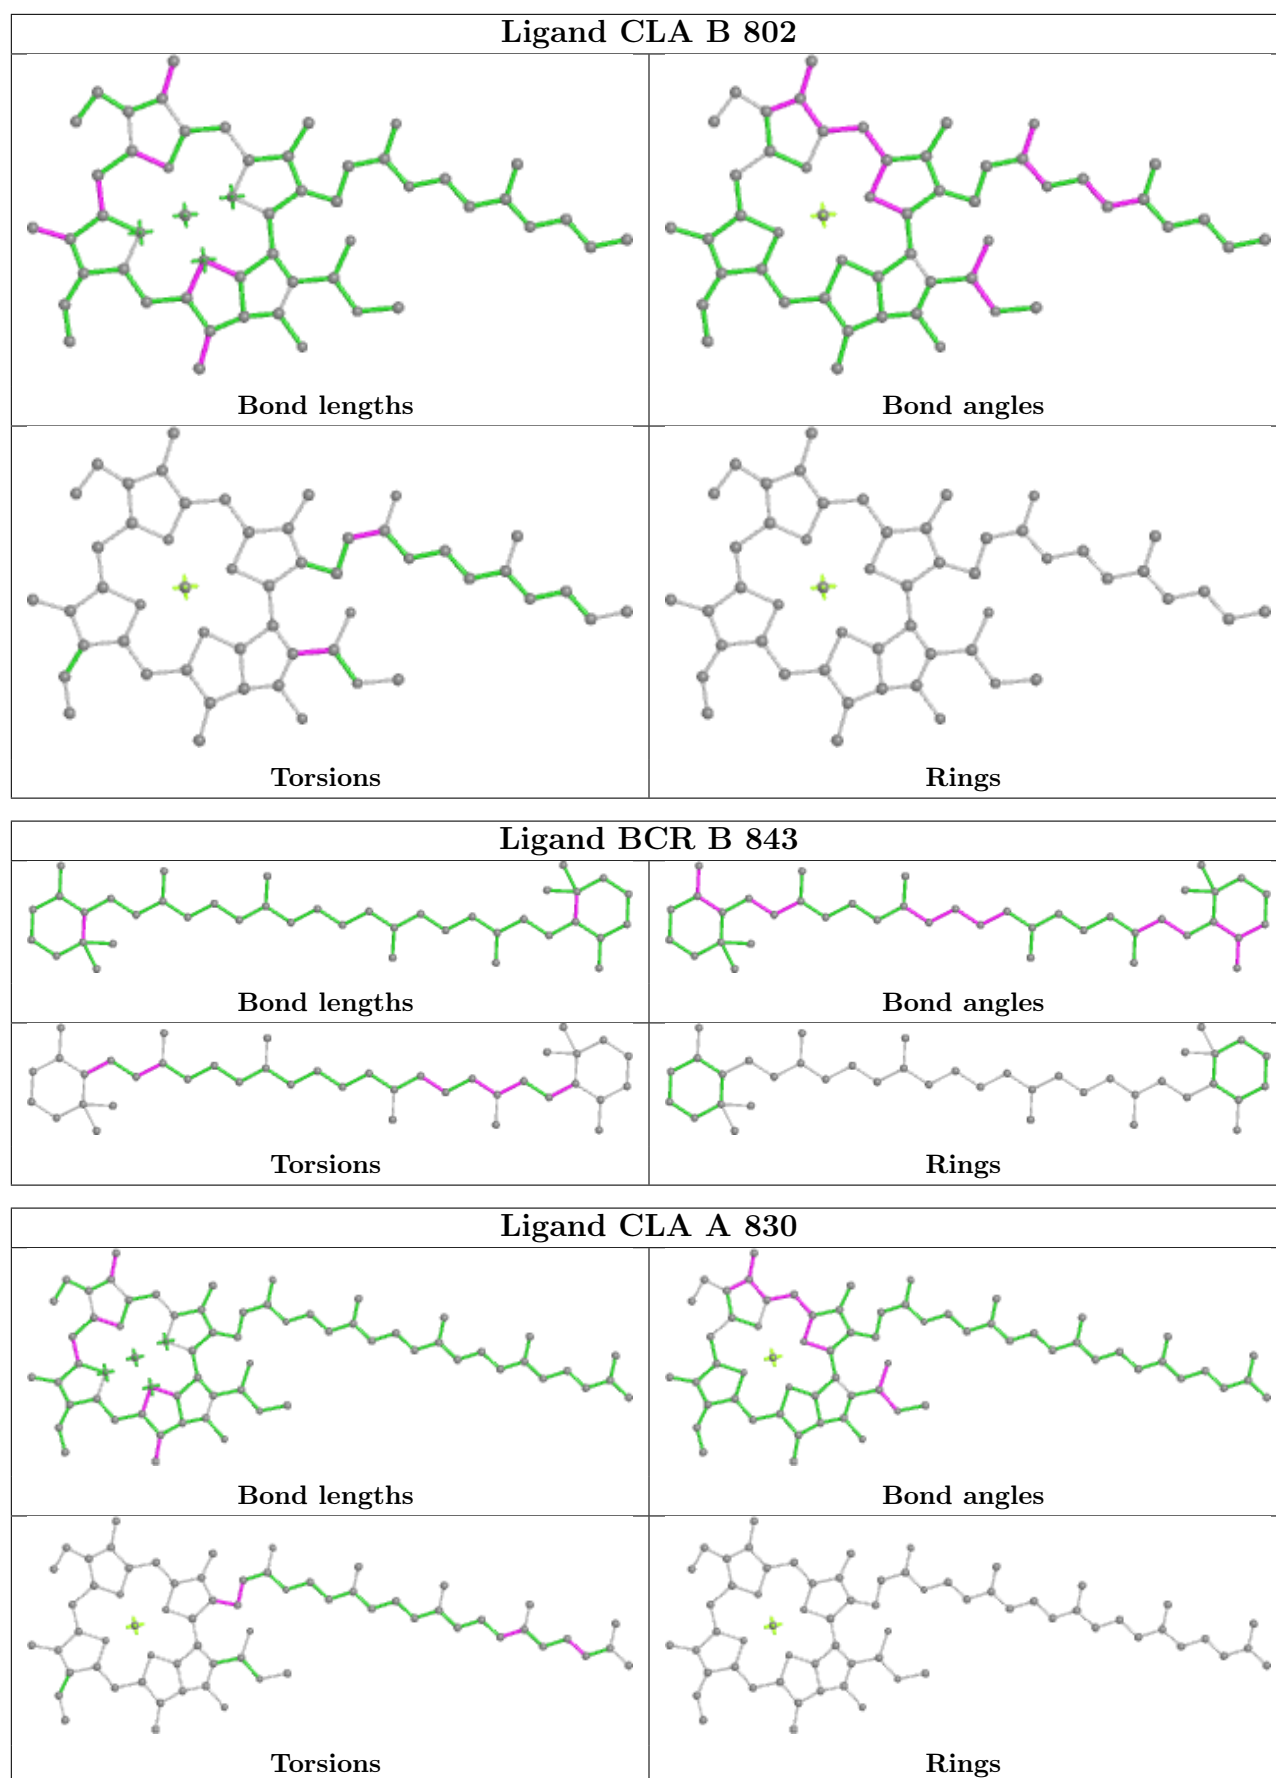 Ligand CLA B 802
Bond lengths
Bond angles
Torsions
Rings
Ligand BCR B 843
Bond lengths
Bond angles
Torsions
Rings
Ligand CLA A 830
Bond lengths
Bond angles
Torsions
Rings